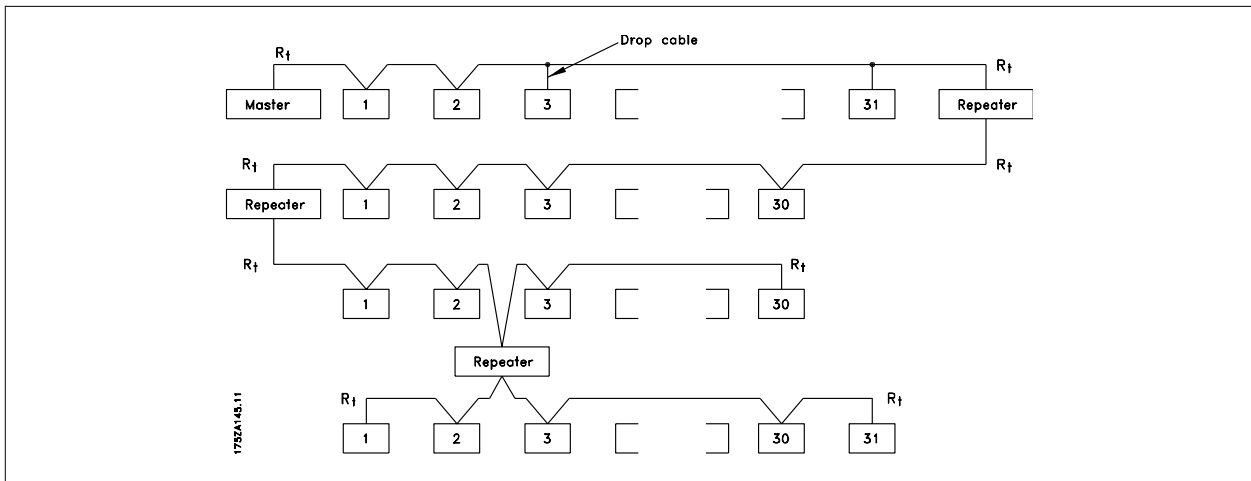 Drop cable
Rt Rt
Master 1 2 3 31 Repeater
Rt Rt
Repeater 1 2 3 30
Rt Rt
1 2 3 30
Repeater
Rt Rt
1 2 3 30 31
175ZA145.11